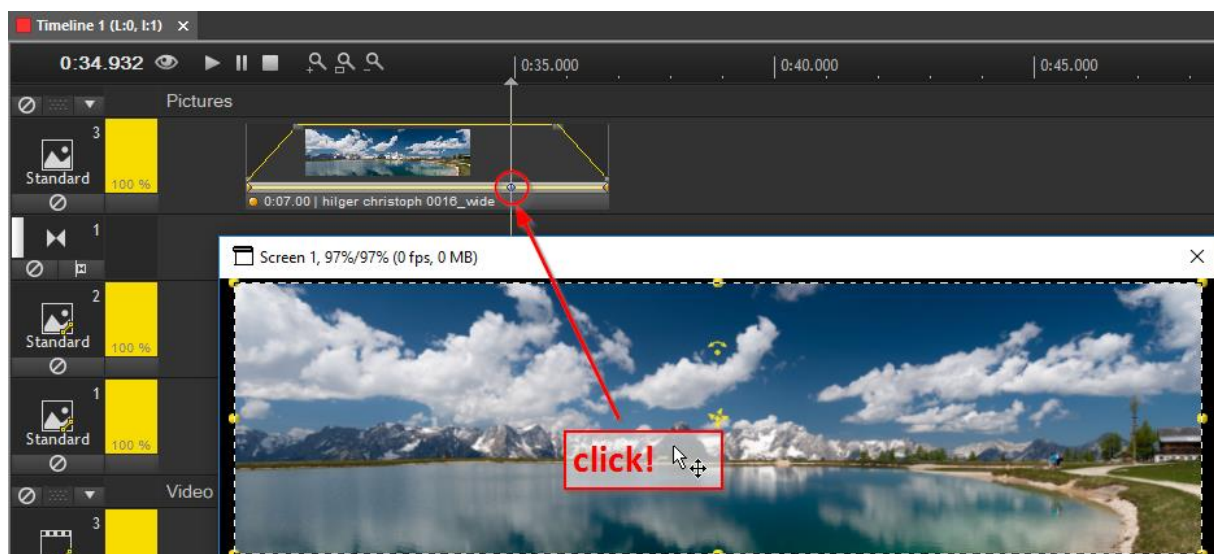 Timeline 1 (L:0, I:1)
0:34.932
0:35.000
0:40.000
0:45.000
Pictures
3
Standard
100 %
0:07.00 | hilger christoph 0016_wide
1
Screen 1, 97%/97% (0 fps, 0 MB)
2
Standard
100 %
1
Standard
100 %
click!
Video
3